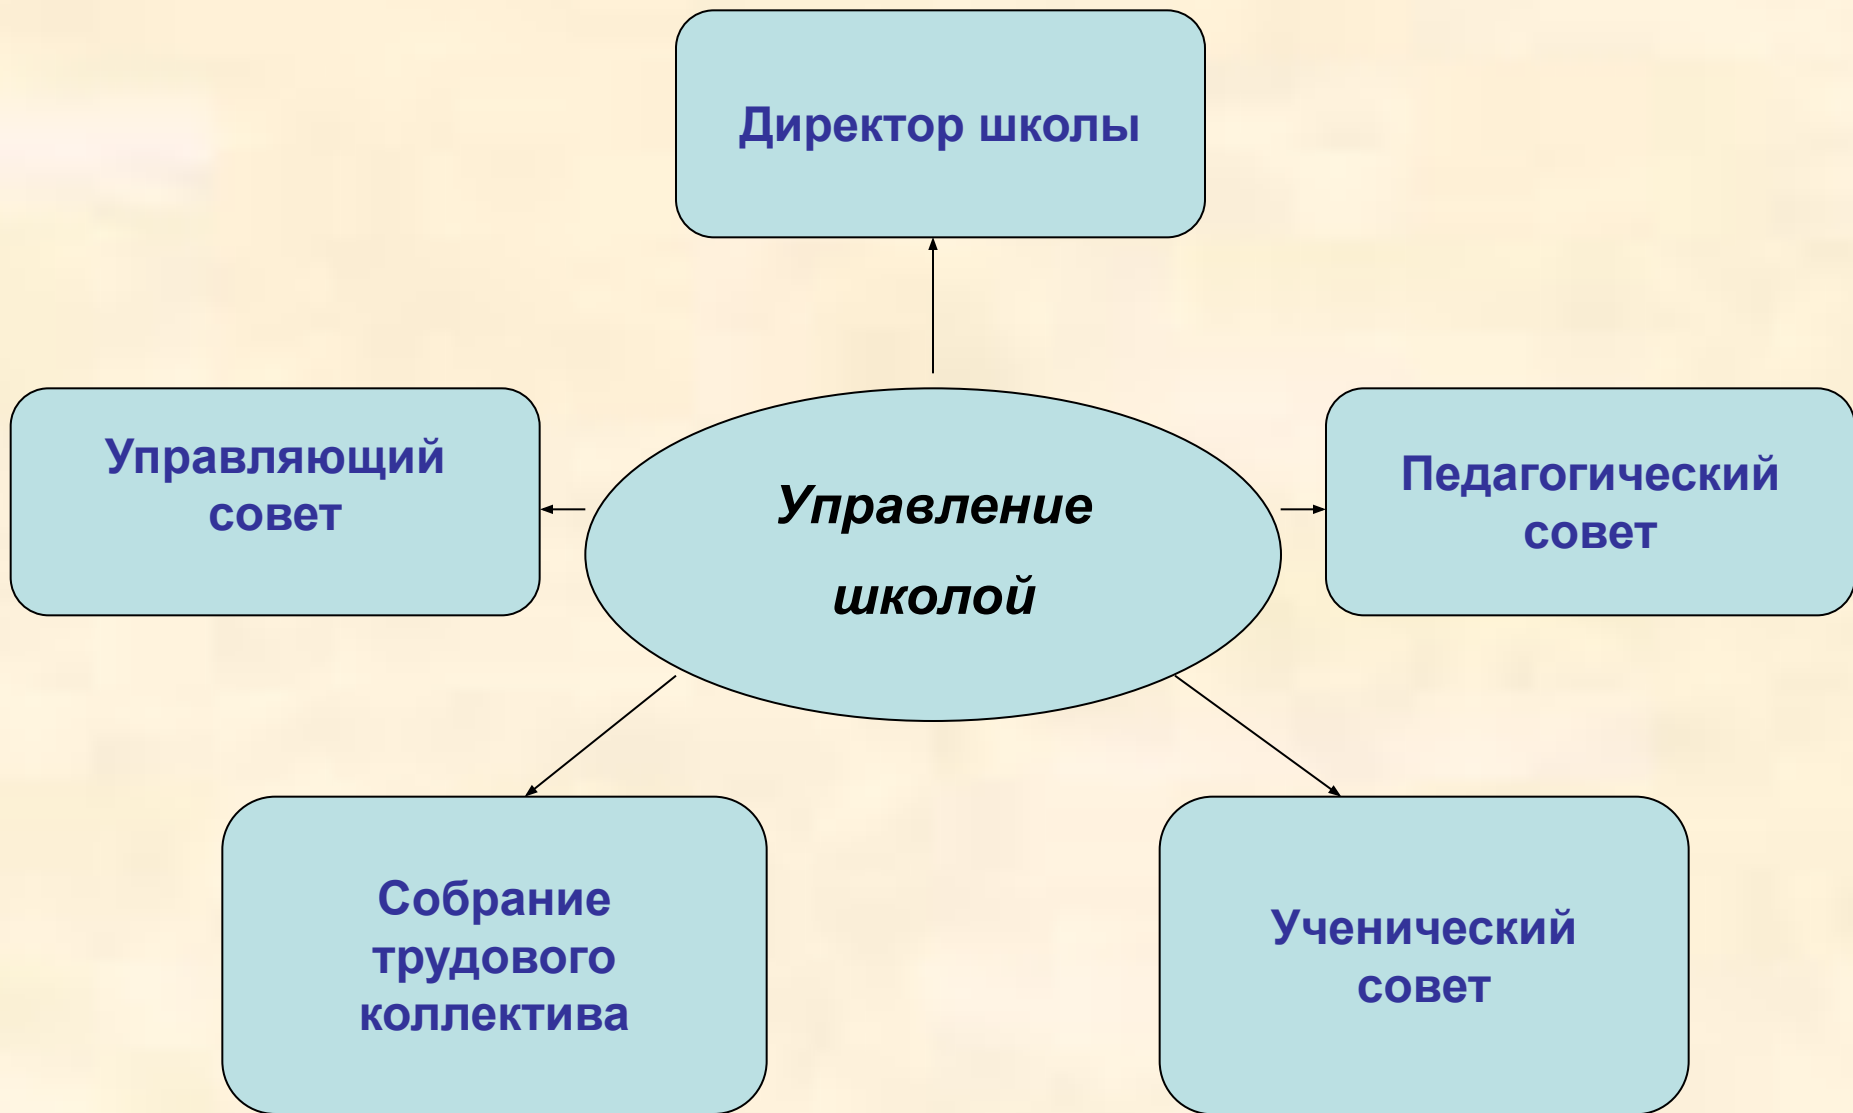 Директор школы
Управляющий
совет
Управление
школой
Педагогический
совет
Собрание
трудового
коллектива
Ученический
совет